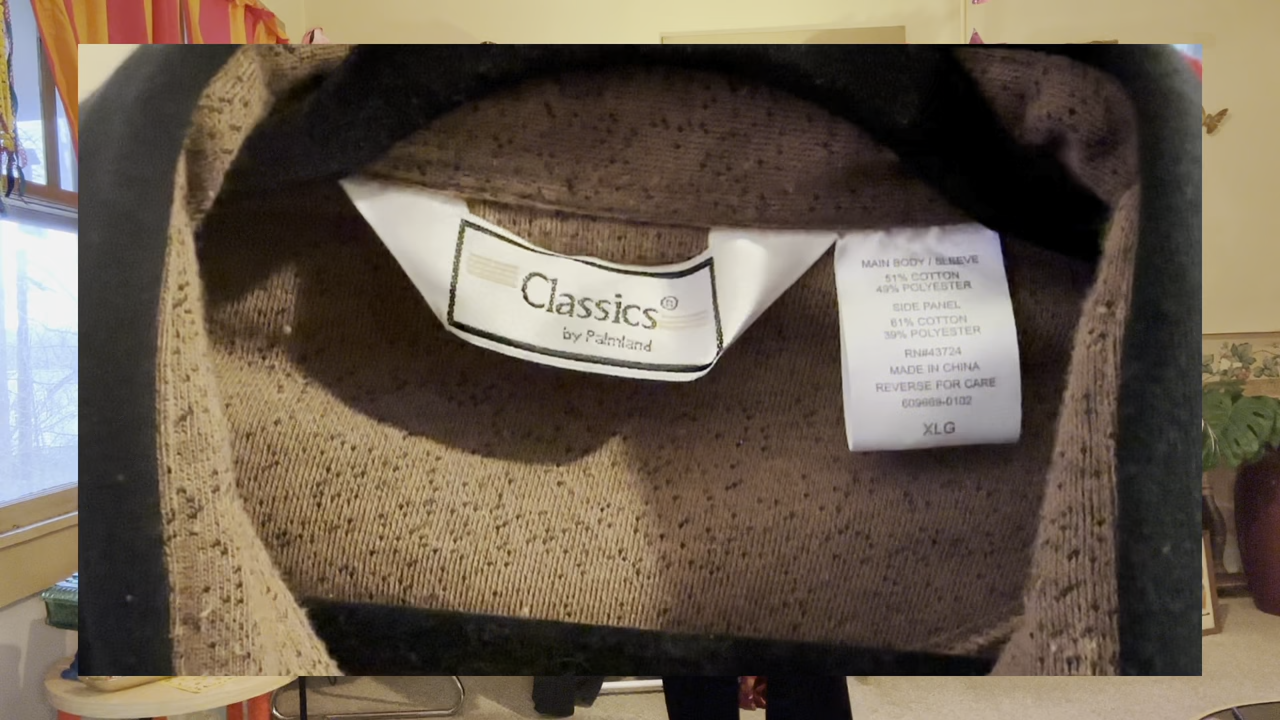 Classics®
by Palmland
MAIN BODY / SLEEVE
51% COTTON
49% POLYESTER
SIDE PANEL
61% COTTON
39% POLYESTER
RN#43724
MADE IN CHINA
REVERSE FOR CARE
609969-0102
XLG